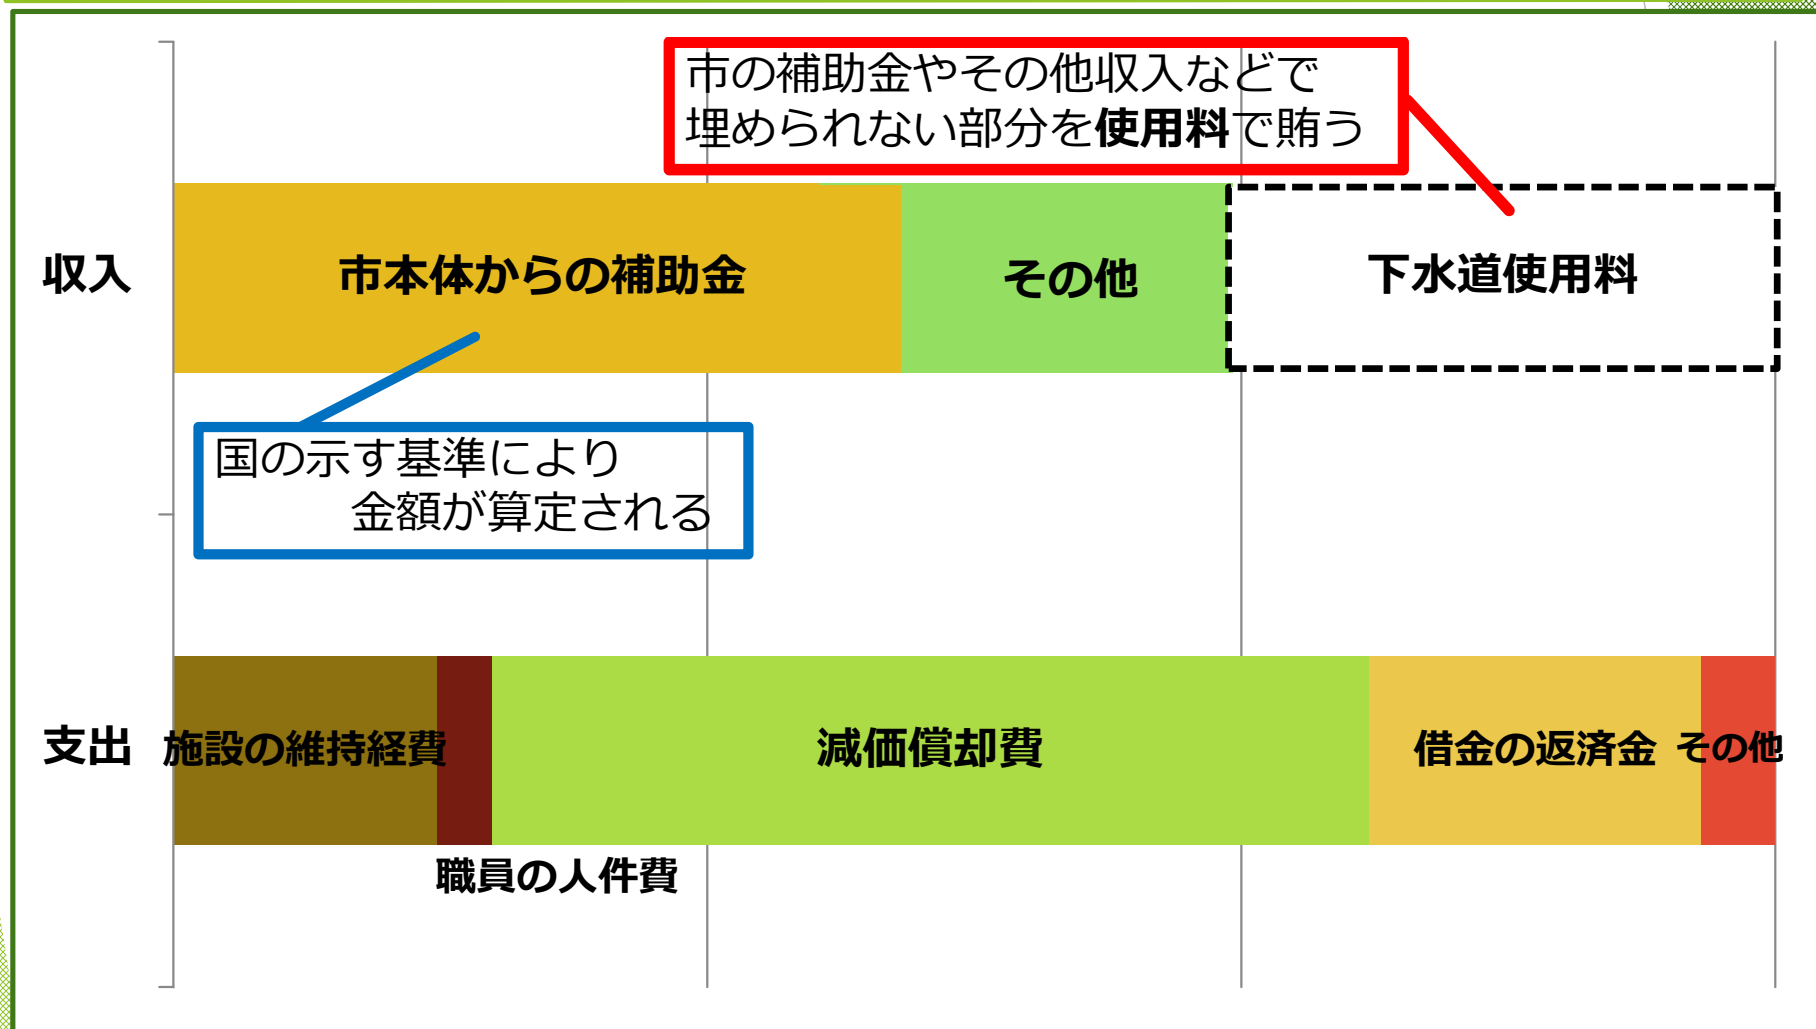 市の補助金やその他収入などで
埋められない部分を使用料で賄う
収入
市本体からの補助金
その他
下水道使用料
国の示す基準により
金額が算定される
支出
施設の維持経費
減価償却費
借金の返済金
その他
職員の人件費